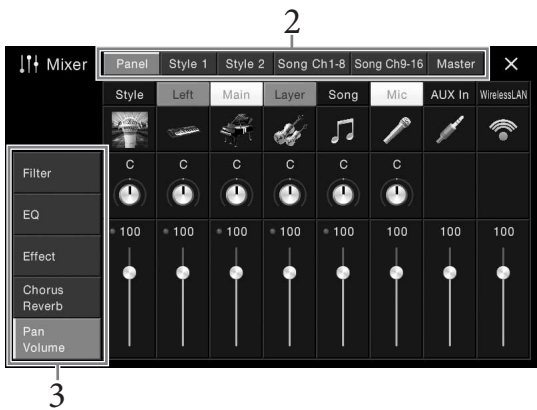 2
Mixer Panel Style 1 Style 2 Song Ch1-8 Song Ch9-16 Master ×
Style Left Main Layer Song Mic AUX In WirelessLAN
C C C C C C
100 100 100 100 100 100 100 100
Filter
EQ
Effect
Chorus
Reverb
Pan
Volume
3